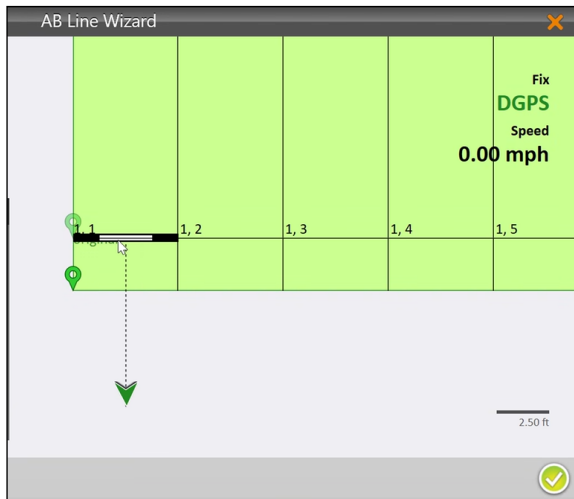 AB Line Wizard
Fix
DGPS
Speed
0.00 mph
1, 1
1, 2
1, 3
1, 4
1, 5
2.50 ft